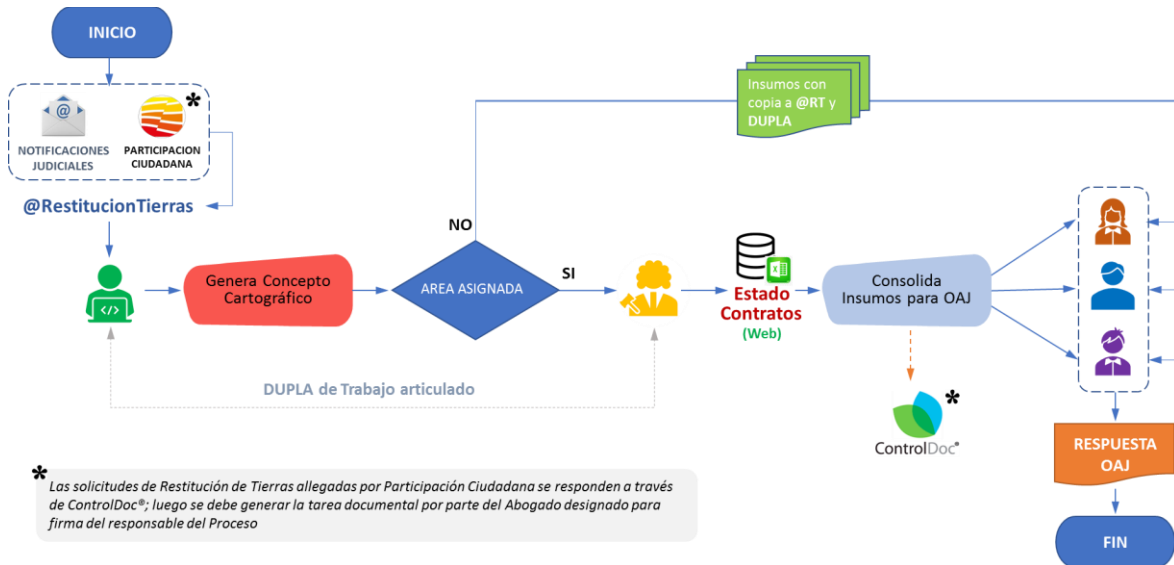 INICIO
Insumos con
copia a @RT y
DUPLA
@
*
NOTIFICACIONES
JUDICIALES
PARTICIPACION
CIUDADANA
@RestitucionTierras
NO
Genera Concepto
Cartográfico
AREA ASIGNADA
SI
</>
Estado
Contratos
(Web)
Consolida
Insumos para OAJ
DUPLA de Trabajo articulado
*
ControlDoc®
RESPUESTA
OAJ
* Las solicitudes de Restitución de Tierras allegadas por Participación Ciudadana se responden a través
de ControlDoc®; luego se debe generar la tarea documental por parte del Abogado designado para
firma del responsable del Proceso
FIN